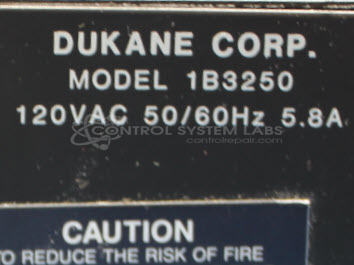 DUKANE CORP.
MODEL 1B3250
120VAC 50/60Hz 5.8A
CONTROL SYSTEM LABS
controlrepair.com
CAUTION
TO REDUCE THE RISK OF FIRE